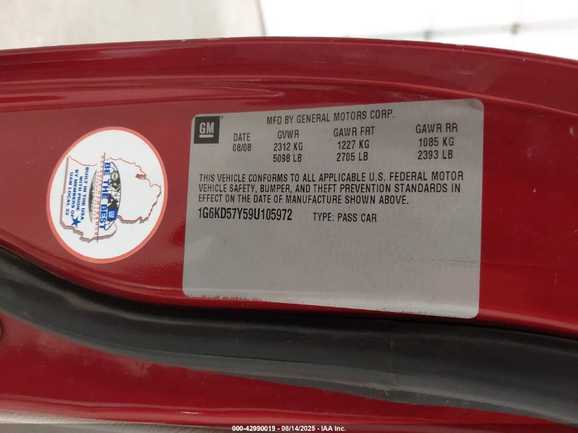 GM
MFD BY GENERAL MOTORS CORP.
DATE GVWR GAWR FRT GAWR RR
08/08 2312 KG 1227 KG 1085 KG
5098 LB 2705 LB 2393 LB
THIS VEHICLE CONFORMS TO ALL APPLICABLE U.S. FEDERAL MOTOR
VEHICLE SAFETY, BUMPER, AND THEFT PREVENTION STANDARDS IN
EFFECT ON THE DATE OF MANUFACTURE SHOWN ABOVE.
1G6KD57Y59U105972 TYPE: PASS CAR
000-42990019 - 08/14/2025 - IAA Inc.